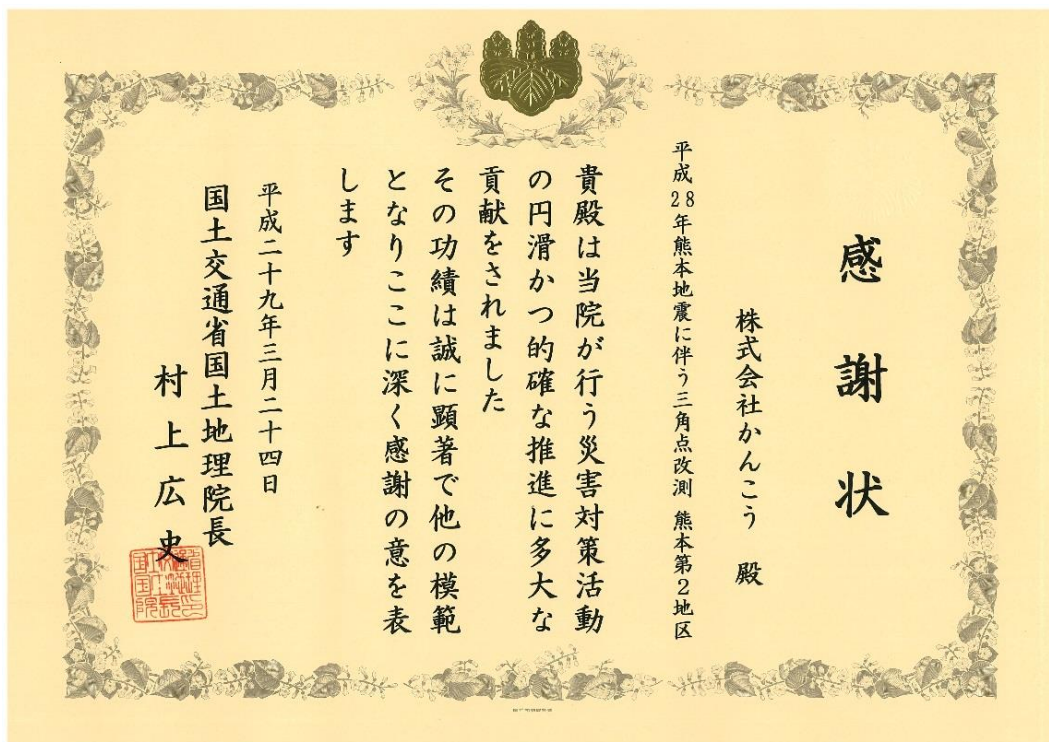 感謝状
株式会社かんこう 殿
平成28年熊本地震に伴う三角点改測 熊本第2地区
貴殿は当院が行う災害対策活動
の円滑かつ的確な推進に多大な
貢献をされました
その功績は誠に顕著で他の模範
となりここに深く感謝の意を表
します
平成二十九年三月二十四日
国土交通省国土地理院長
村上広史